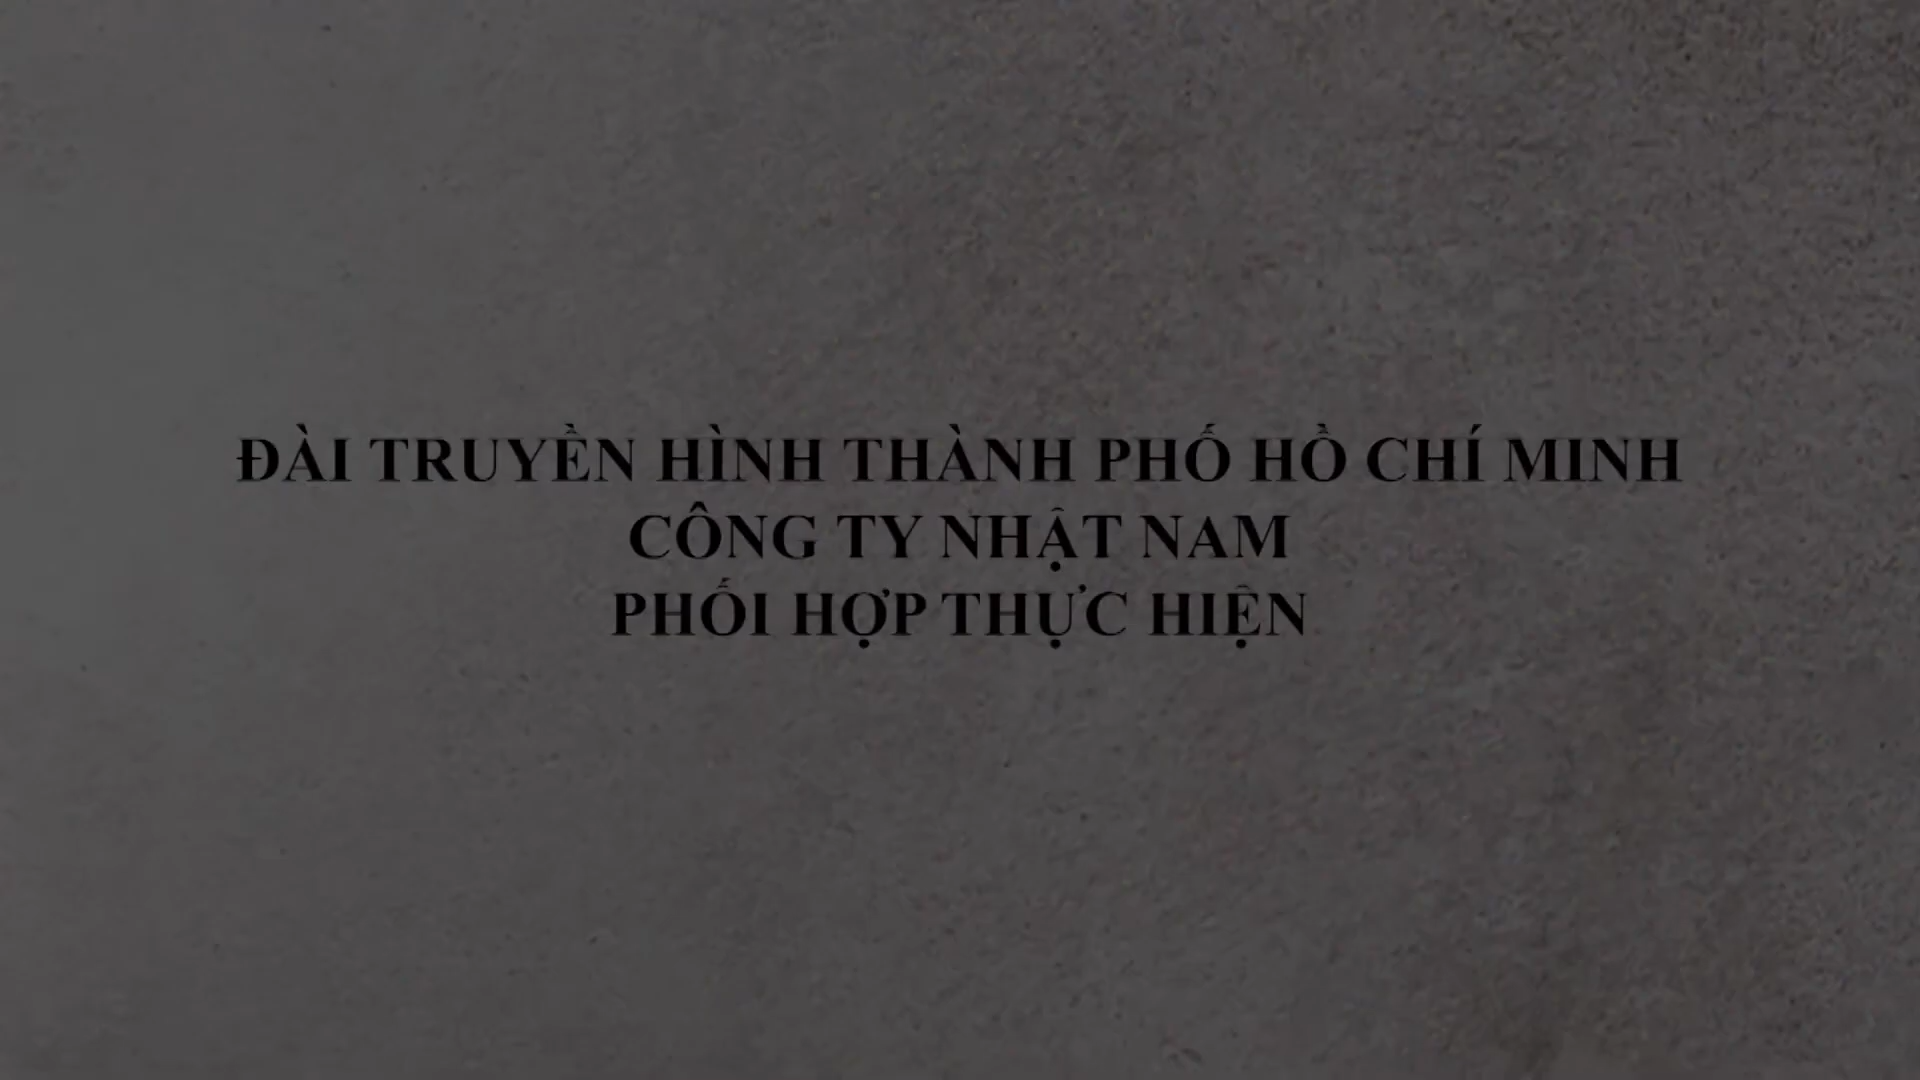 ĐÀI TRUYỀN HÌNH THÀNH PHỐ HỒ CHÍ MINH
CÔNG TY NHẬT NAM
PHỐI HỢP THỰC HIỆN